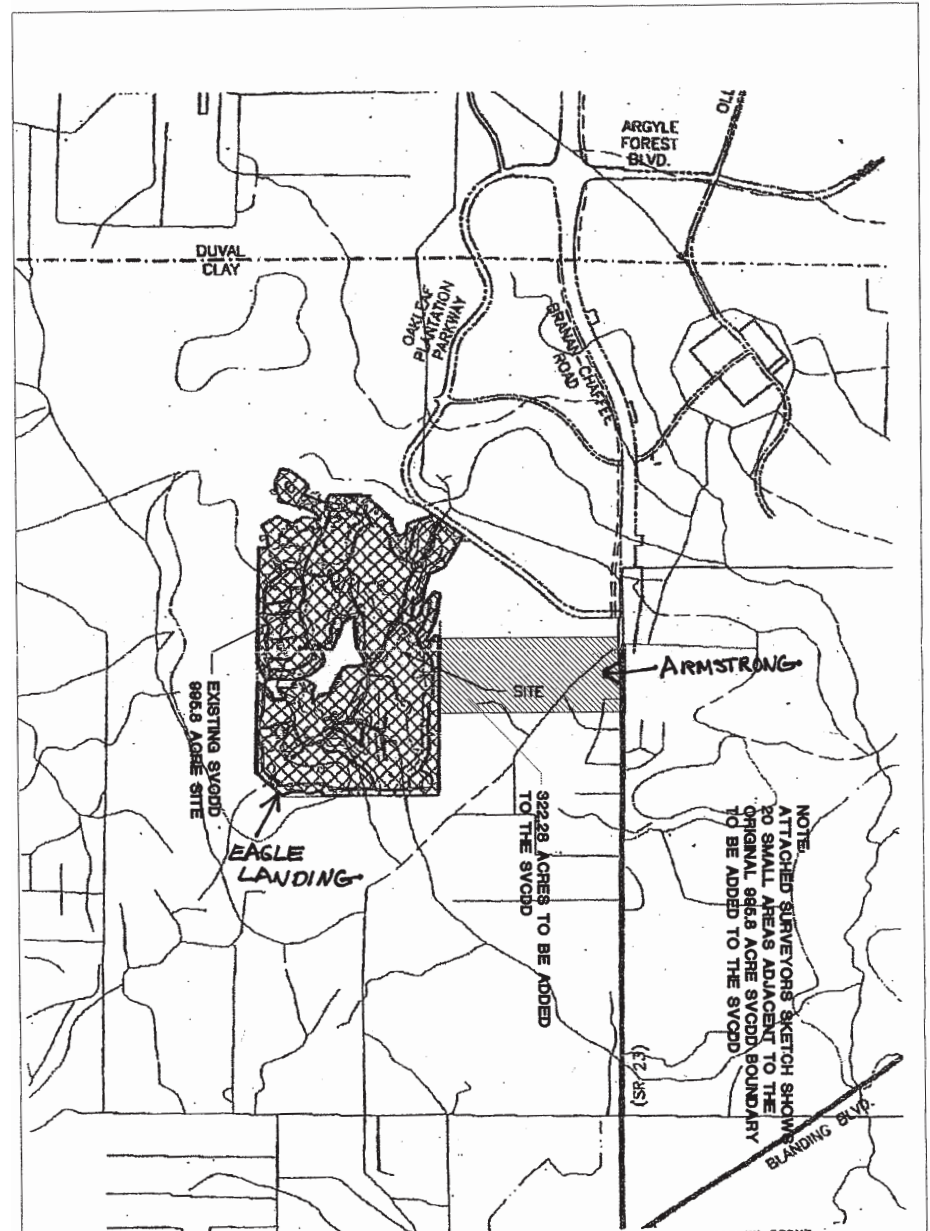 ARGYLE
FOREST
BLVD.
DUVAL
CLAY
OAKLEAF
PLANTATION
PARKWAY
BRANAN-CHAFFEE
ROAD
ARMSTRONG
SITE
EXISTING SVCDD
995.8 ACRE SITE
EAGLE
LANDING
322.28 ACRES TO BE ADDED
TO THE SVCDD
NOTE:
ATTACHED SURVEYORS SKETCH SHOWS
20 SMALL AREAS ADJACENT TO THE
ORIGINAL 995.8 ACRE SVCDD BOUNDARY
TO BE ADDED TO THE SVCDD
(SR 23)
BLANDING BLVD.